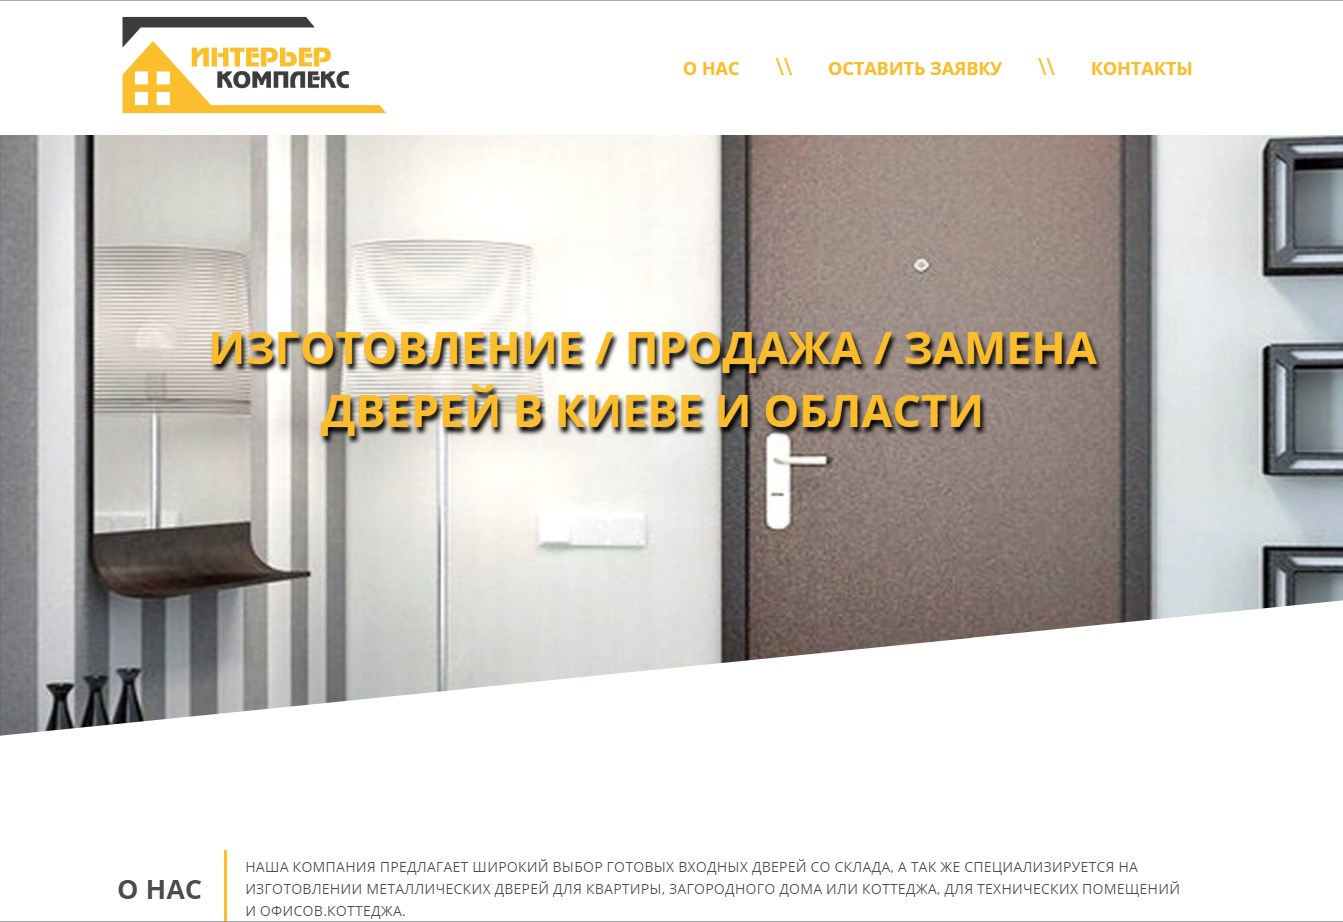 ИНТЕРЬЕР
КОМПЛЕКС
О НАС \\ ОСТАВИТЬ ЗАЯВКУ \\ КОНТАКТЫ
ИЗГОТОВЛЕНИЕ / ПРОДАЖА / ЗАМЕНА
ДВЕРЕЙ В КИЕВЕ И ОБЛАСТИ
О НАС
НАША КОМПАНИЯ ПРЕДЛАГАЕТ ШИРОКИЙ ВЫБОР ГОТОВЫХ ВХОДНЫХ ДВЕРЕЙ СО СКЛАДА, А ТАК ЖЕ СПЕЦИАЛИЗИРУЕТСЯ НА
ИЗГОТОВЛЕНИИ МЕТАЛЛИЧЕСКИХ ДВЕРЕЙ ДЛЯ КВАРТИРЫ, ЗАГОРОДНОГО ДОМА ИЛИ КОТТЕДЖА, ДЛЯ ТЕХНИЧЕСКИХ ПОМЕЩЕНИЙ
И ОФИСОВ.КОТТЕДЖА.